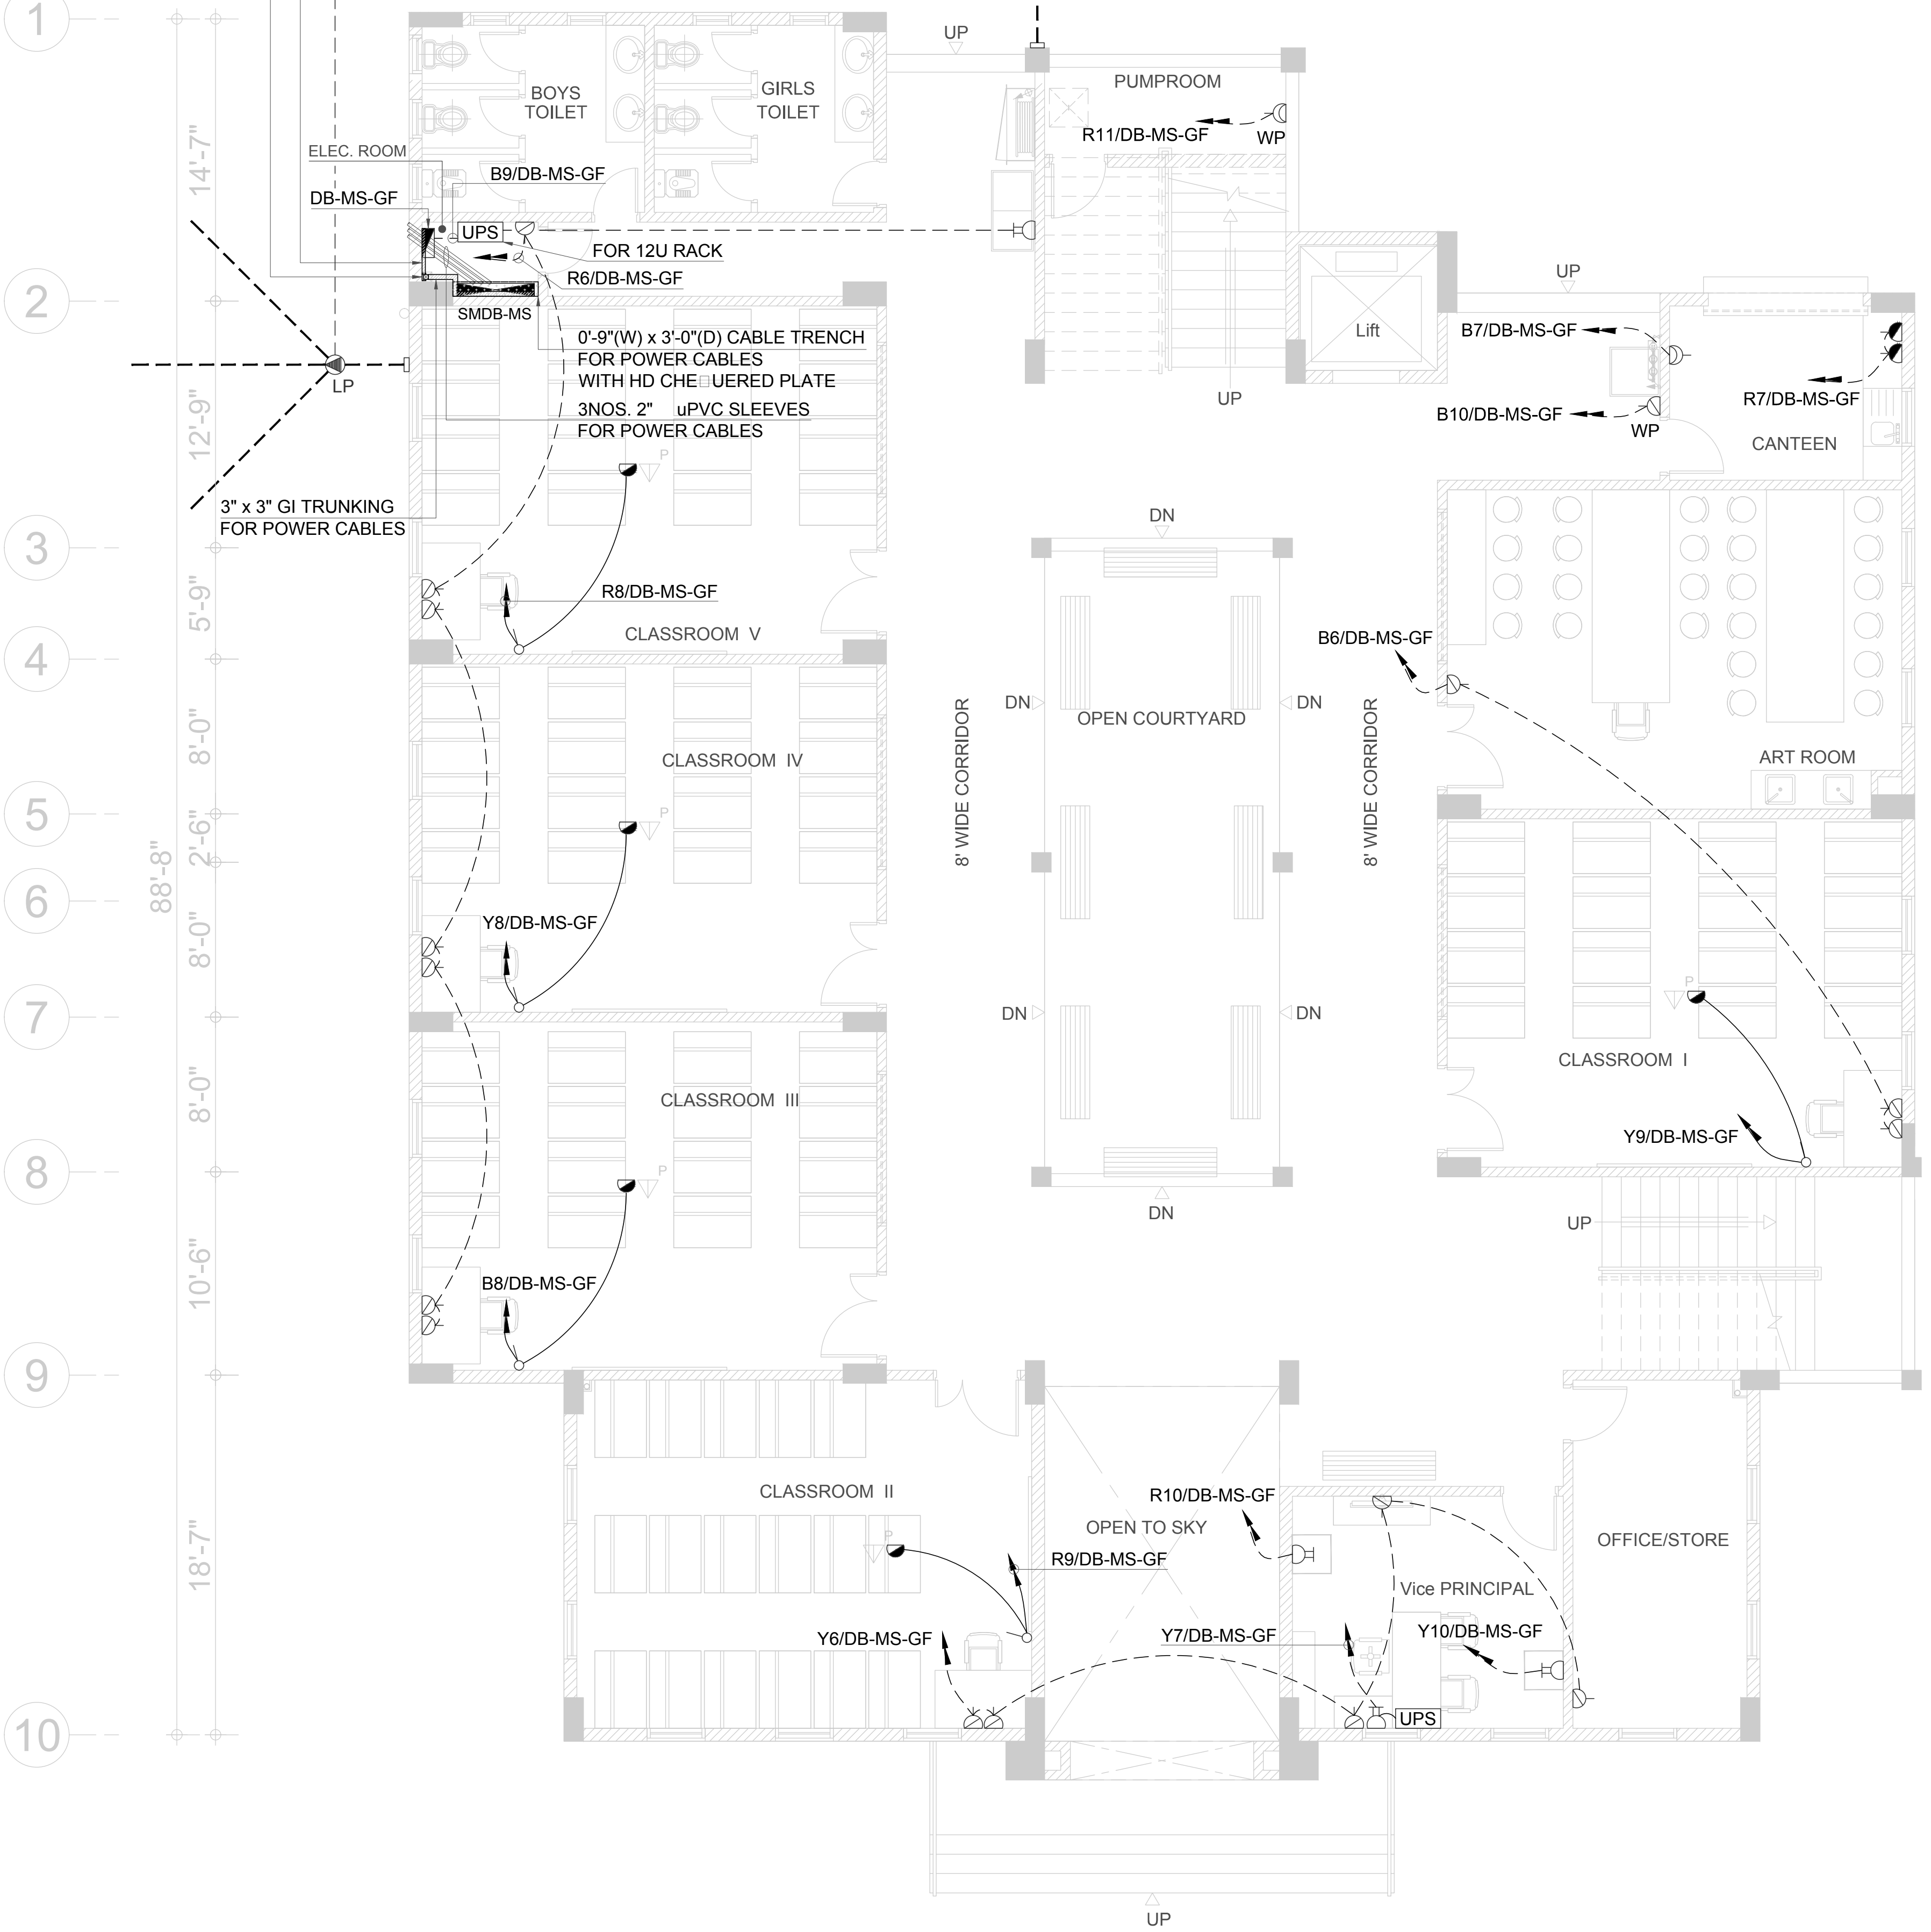 1
UP
PUMPROOM
BOYS
TOILET
GIRLS
TOILET
14'-7"
R11/DB-MS-GF
WP
ELEC. ROOM
B9/DB-MS-GF
DB-MS-GF
UPS
FOR 12U RACK
R6/DB-MS-GF
2
SMDB-MS
UP
Lift
0'-9"(W) x 3'-0"(D) CABLE TRENCH
FOR POWER CABLES
WITH HD CHE□UERED PLATE
3NOS. 2" uPVC SLEEVES
FOR POWER CABLES
LP
UP
B7/DB-MS-GF
R7/DB-MS-GF
B10/DB-MS-GF
WP
CANTEEN
12'-9"
P
3" x 3" GI TRUNKING
FOR POWER CABLES
DN
3
5'-9"
R8/DB-MS-GF
CLASSROOM V
B6/DB-MS-GF
4
DN
DN
OPEN COURTYARD
8' WIDE CORRIDOR
8' WIDE CORRIDOR
8'-0"
CLASSROOM IV
ART ROOM
5
P
2'-6"
88'-8"
6
Y8/DB-MS-GF
8'-0"
P
7
DN
DN
CLASSROOM I
8'-0"
CLASSROOM III
Y9/DB-MS-GF
8
P
DN
UP
10'-6"
B8/DB-MS-GF
9
CLASSROOM II
R10/DB-MS-GF
OPEN TO SKY
P
OFFICE/STORE
18'-7"
R9/DB-MS-GF
Vice PRINCIPAL
Y6/DB-MS-GF
Y7/DB-MS-GF
Y10/DB-MS-GF
UPS
10
UP